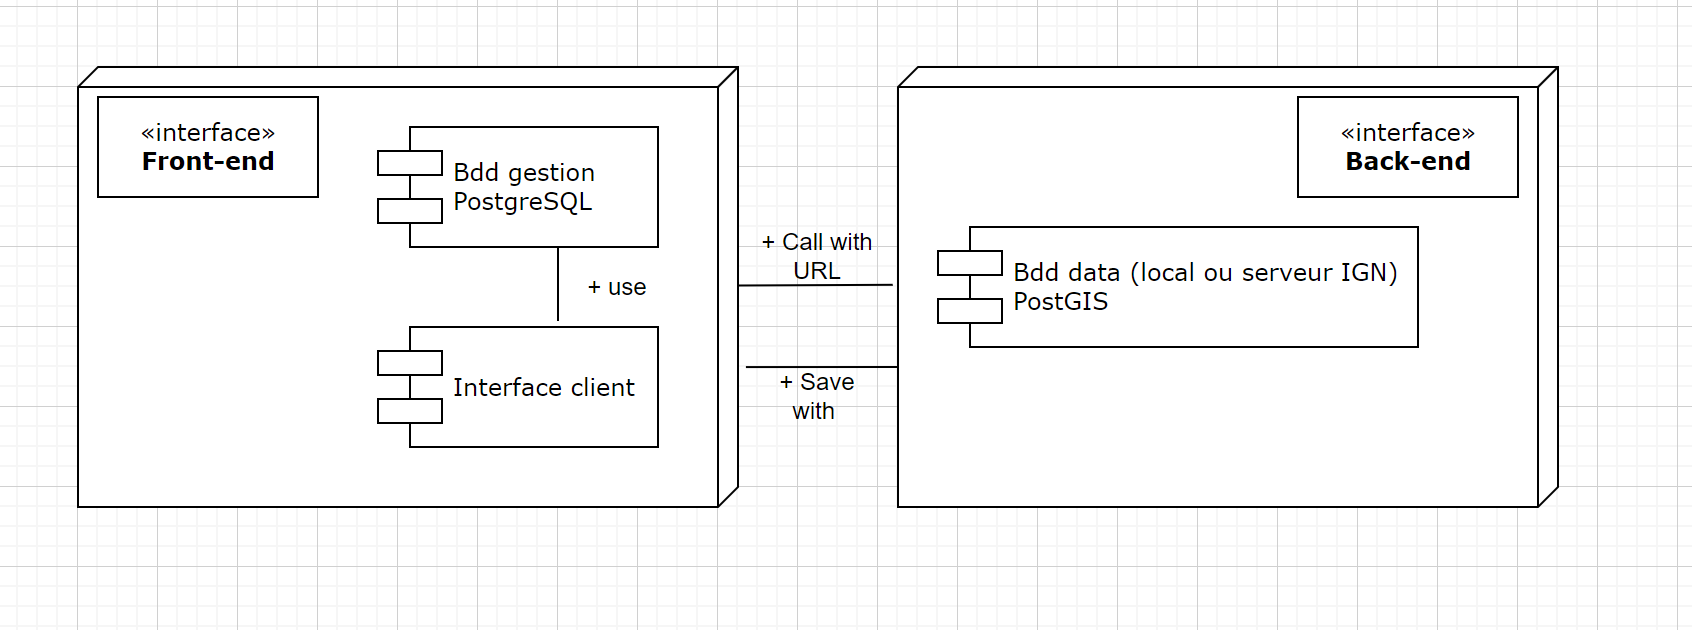 «interface»
Front-end
Bdd gestion
PostgreSQL
+ use
Interface client
+ Call with
URL
+ Save
with
«interface»
Back-end
Bdd data (local ou serveur IGN)
PostGIS